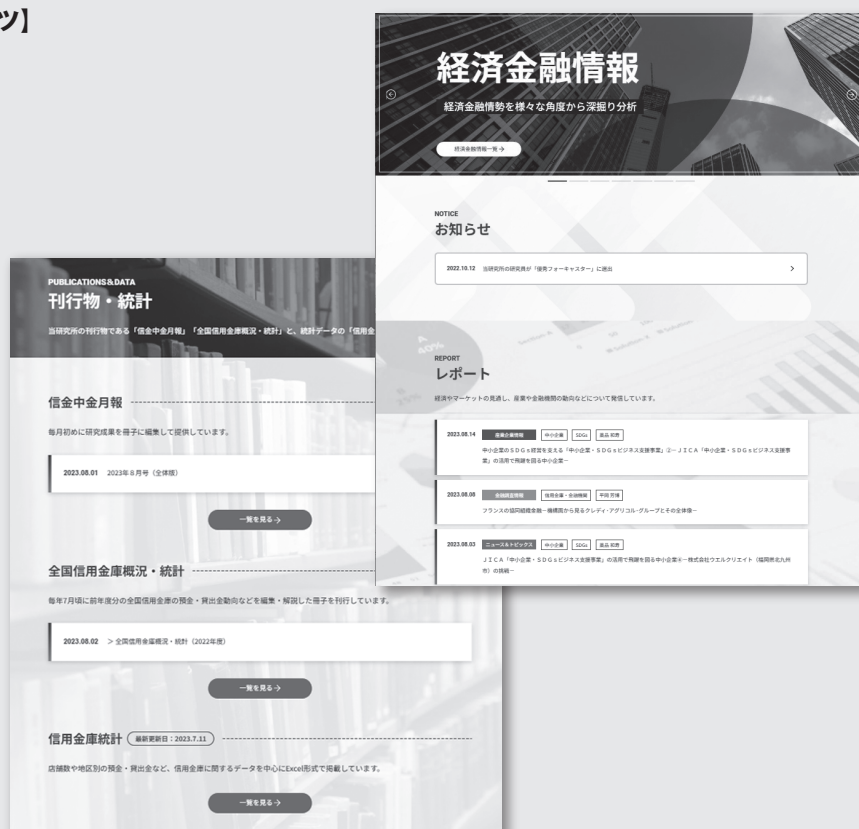 ツ】
経済金融情報
経済金融情勢を様々な角度から深掘り分析
経済金融情報一覧→
NOTICE
お知らせ
2022.10.12 当研究所の研究員が「優秀フォーキャスター」に選出
REPORT
レポート
経済やマーケットの見通し、産業や金融機関の動向などについて発信しています。
2023.08.14 産業企業情報 中小企業 SDGs
中小企業のSDGs経営を支える「中小企業・SDGsビジネス支援事業」②-JICA「中小企業・SDGsビジネス支援事
業」の活用で飛躍を図る中小企業-
2023.08.08 金融調査情報 信用金庫・金融機関 平岡 芳博
フランスの協同組織金融-機構面から見るクレディ・アグリコル・グループとその全体像-
2023.08.03 ニュース&トピックス 中小企業 SDGs
JICA「中小企業・SDGsビジネス支援事業」の活用で飛躍を図る中小企業④-株式会社ウエルクリエイト(福岡県北九州
市)の挑戦-
PUBLICATIONS&DATA
刊行物・統計
当研究所の刊行物である「信金中金月報」「全国信用金庫概況・統計」と、統計データの「信用金
信金中金月報
毎月初めに研究成果を冊子に編集して提供しています。
2023.08.01 2023年8月号(全体版)
一覧を見る→
全国信用金庫概況・統計
毎年7月頃に前年度分の全国信用金庫の預金・貸出金動向などを編集・解説した冊子を刊行しています。
2023.08.02 >全国信用金庫概況・統計(2022年度)
一覧を見る→
信用金庫統計 最新更新日:2023.7.11
店舗数や地区別の預金・貸出金など、信用金庫に関するデータを中心にExcel形式で掲載しています。
一覧を見る→